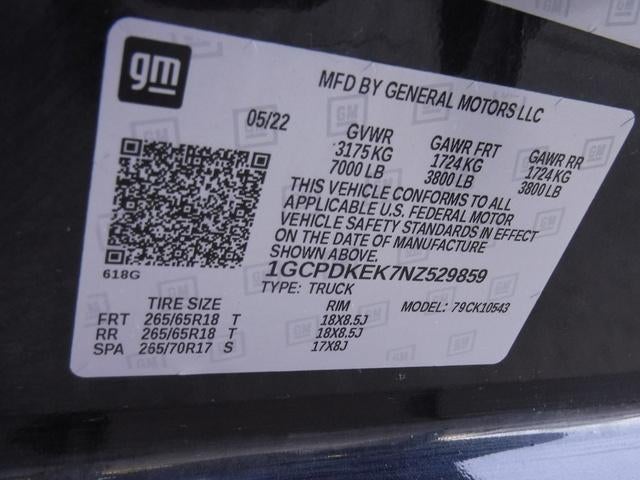 gm
MFD BY GENERAL MOTORS LLC
05/22
GVWR GAWR FRT GAWR RR
3175 KG 1724 KG 1724 KG
7000 LB 3800 LB 3800 LB
THIS VEHICLE CONFORMS TO ALL
APPLICABLE U.S. FEDERAL MOTOR
VEHICLE SAFETY STANDARDS IN EFFECT
ON THE DATE OF MANUFACTURE
SHOWN ABOVE.
618G
1GCPDKEK7NZ529859
TYPE: TRUCK MODEL: 79CK10543
TIRE SIZE RIM
FRT 265/65R18 T 18X8.5J
RR 265/65R18 T 18X8.5J
SPA 265/70R17 S 17X8J